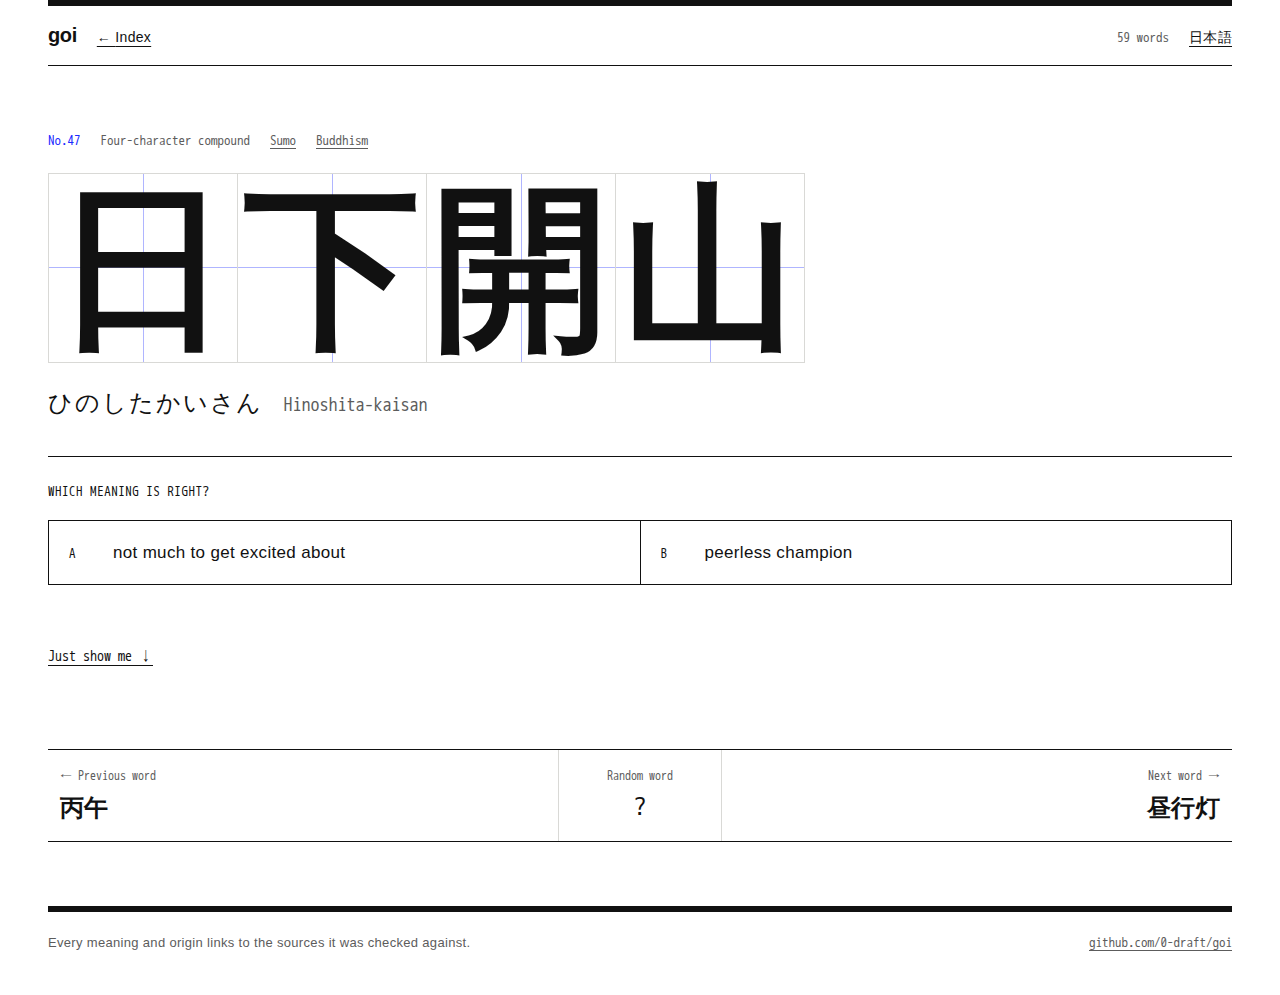 goi ← Index 59 words 日本語
No.47 Four-character compound Sumo Buddhism
日下開山
ひのしたかいさん Hinoshita-kaisan
WHICH MEANING IS RIGHT?
A not much to get excited about B peerless champion
Just show me ↓
← Previous word Random word Next word →
丙午 ? 昼行灯
Every meaning and origin links to the sources it was checked against. github.com/0-draft/goi